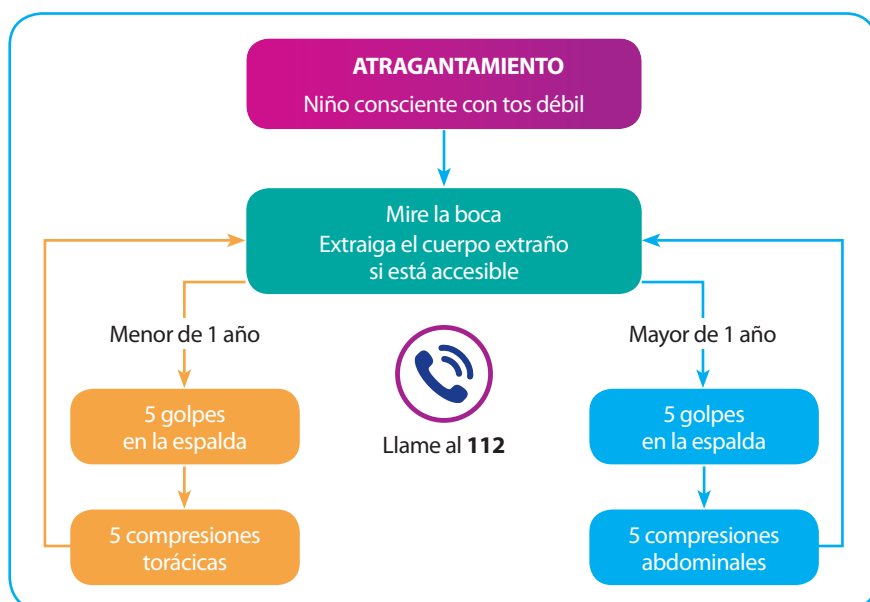 ATRAGANTAMIENTO
Niño consciente con tos débil
Mire la boca
Extraiga el cuerpo extraño
si está accesible
Menor de 1 año
Mayor de 1 año
5 golpes
en la espalda
Llame al 112
5 golpes
en la espalda
5 compresiones
torácicas
5 compresiones
abdominales